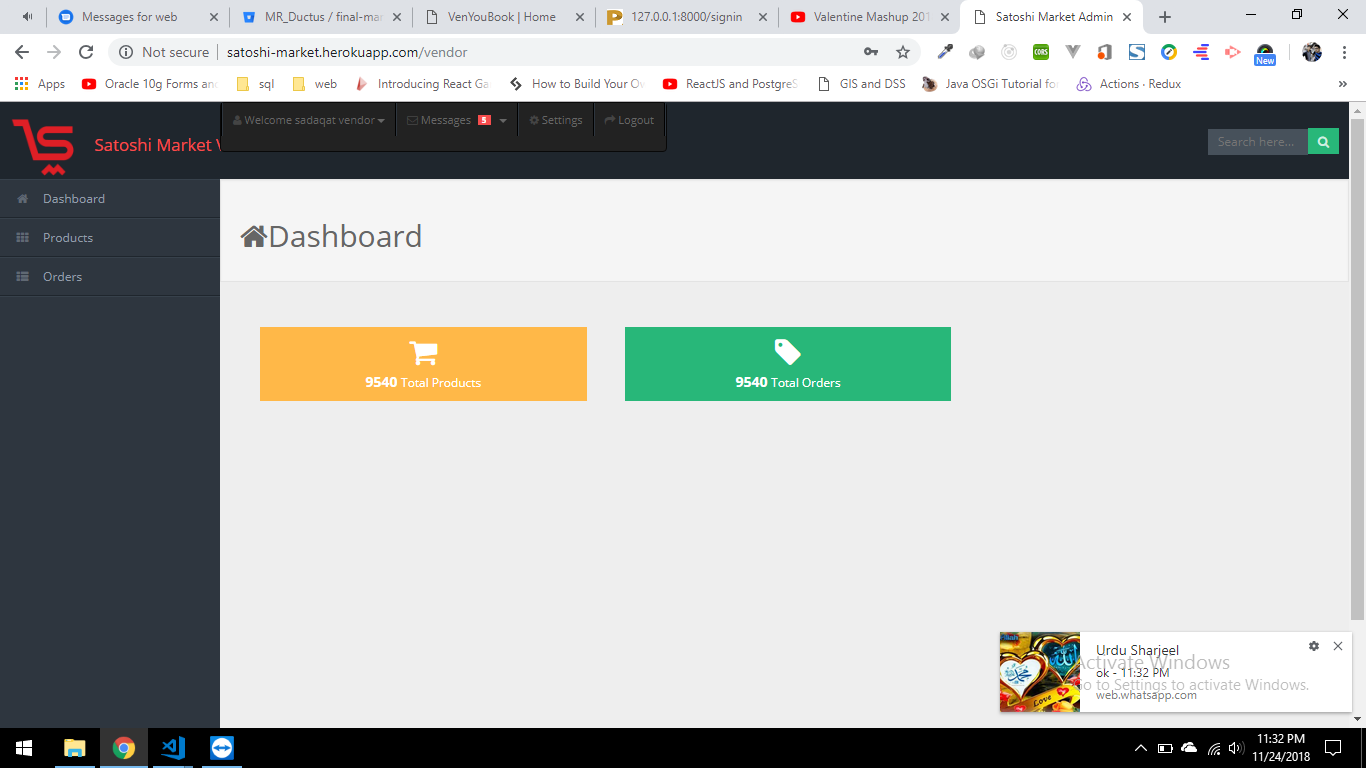 Messages for web
MR_Ductus / final-mar
VenYouBook | Home
127.0.0.1:8000/signin
Valentine Mashup 201
Satoshi Market Admin
Not secure
satoshi-market.herokuapp.com/vendor
CORS
New
Apps
Oracle 10g Forms and
sql
web
Introducing React Ga
How to Build Your Ow
ReactJS and PostgreS
GIS and DSS
Java OSGi Tutorial for
Actions · Redux
»
Satoshi Market V
Welcome sadaqat vendor
Messages 5
Settings
Logout
Search here...
Dashboard
Products
Orders
Dashboard
9540 Total Products
9540 Total Orders
Urdu Sharjeel
ok - 11:32 PM
web.whatsapp.com
Activate Windows
Go to Settings to activate Windows.
11:32 PM
11/24/2018